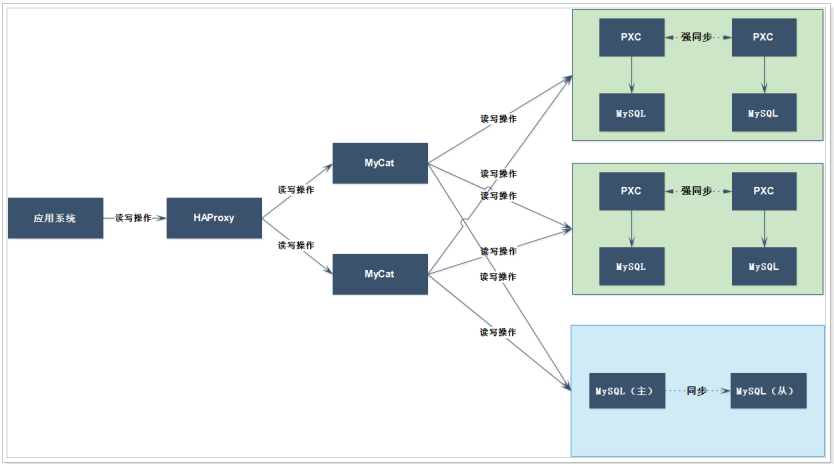 PXC
强同步
PXC
MySQL
MySQL
读写操作
MyCat
读写操作
读写操作
读写操作
PXC
强同步
PXC
应用系统
读写操作
HAProxy
读写操作
读写操作
MyCat
MySQL
MySQL
读写操作
读写操作
MySQL（主）
同步
MySQL（从）